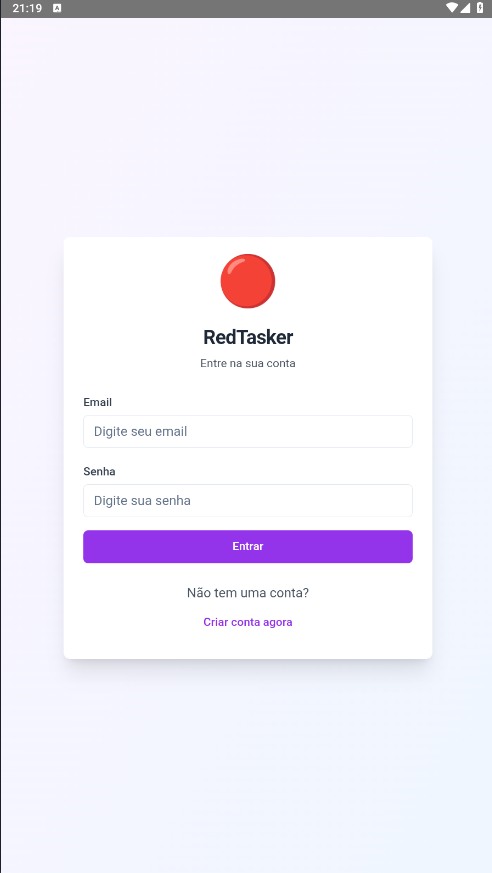 21:19 A
RedTasker
Entre na sua conta
Email
Digite seu email
Senha
Digite sua senha
Entrar
Não tem uma conta?
Criar conta agora